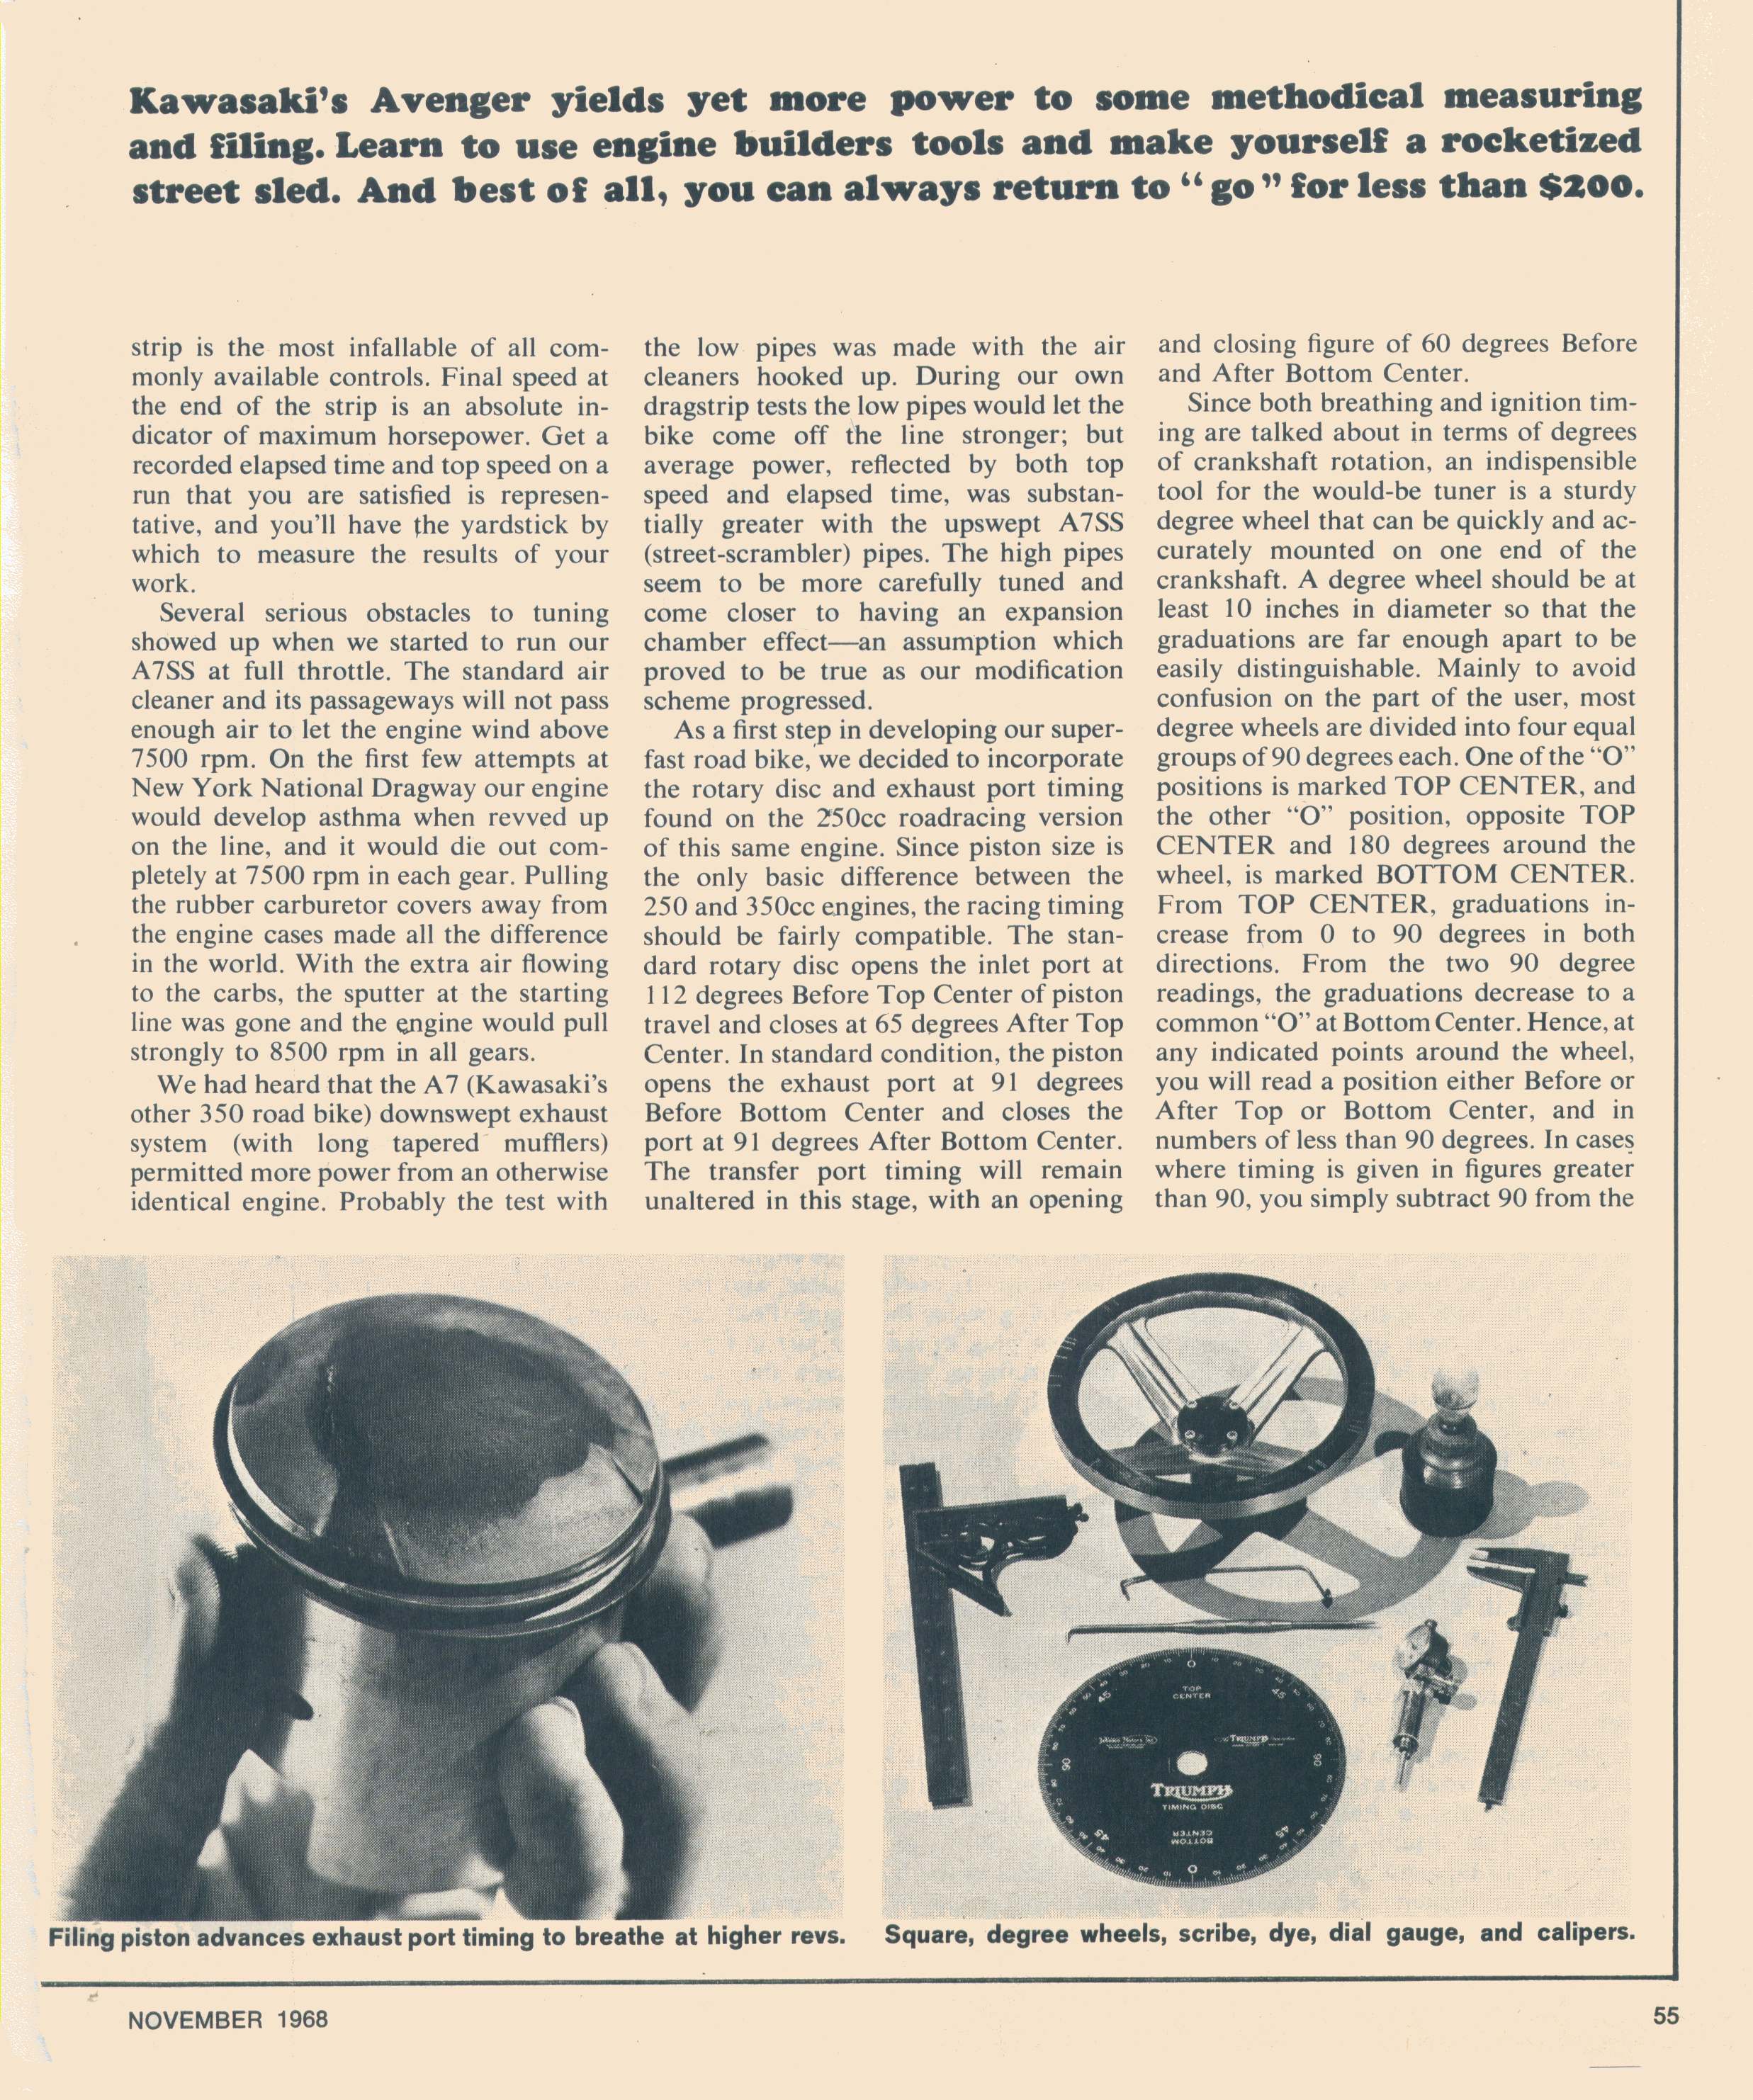 Kawasaki's Avenger yields yet more power to some methodical measuring
and filing. Learn to use engine builders tools and make yourself a rocketized
street sled. And best of all, you can always return to "go" for less than $200.
strip is the most infallable of all com-
monly available controls. Final speed at
the end of the strip is an absolute in-
dicator of maximum horsepower. Get a
recorded elapsed time and top speed on a
run that you are satisfied is represen-
tative, and you'll have the yardstick by
which to measure the results of your
work.
Several serious obstacles to tuning
showed up when we started to run our
A7SS at full throttle. The standard air
cleaner and its passageways will not pass
enough air to let the engine wind above
7500 rpm. On the first few attempts at
New York National Dragway our engine
would develop asthma when revved up
on the line, and it would die out com-
pletely at 7500 rpm in each gear. Pulling
the rubber carburetor covers away from
the engine cases made all the difference
in the world. With the extra air flowing
to the carbs, the sputter at the starting
line was gone and the engine would pull
strongly to 8500 rpm in all gears.
We had heard that the A7 (Kawasaki's
other 350 road bike) downswept exhaust
system (with long tapered mufflers)
permitted more power from an otherwise
identical engine. Probably the test with
the low pipes was made with the air
cleaners hooked up. During our own
dragstrip tests the low pipes would let the
bike come off the line stronger; but
average power, reflected by both top
speed and elapsed time, was substan-
tially greater with the upswept A7SS
(street-scrambler) pipes. The high pipes
seem to be more carefully tuned and
come closer to having an expansion
chamber effect—an assumption which
proved to be true as our modification
scheme progressed.
As a first step in developing our super-
fast road bike, we decided to incorporate
the rotary disc and exhaust port timing
found on the 250cc roadracing version
of this same engine. Since piston size is
the only basic difference between the
250 and 350cc engines, the racing timing
should be fairly compatible. The stan-
dard rotary disc opens the inlet port at
112 degrees Before Top Center of piston
travel and closes at 65 degrees After Top
Center. In standard condition, the piston
opens the exhaust port at 91 degrees
Before Bottom Center and closes the
port at 91 degrees After Bottom Center.
The transfer port timing will remain
unaltered in this stage, with an opening
and closing figure of 60 degrees Before
and After Bottom Center.
Since both breathing and ignition tim-
ing are talked about in terms of degrees
of crankshaft rotation, an indispensible
tool for the would-be tuner is a sturdy
degree wheel that can be quickly and ac-
curately mounted on one end of the
crankshaft. A degree wheel should be at
least 10 inches in diameter so that the
graduations are far enough apart to be
easily distinguishable. Mainly to avoid
confusion on the part of the user, most
degree wheels are divided into four equal
groups of 90 degrees each. One of the "O"
positions is marked TOP CENTER, and
the other "O" position, opposite TOP
CENTER and 180 degrees around the
wheel, is marked BOTTOM CENTER.
From TOP CENTER, graduations in-
crease from 0 to 90 degrees in both
directions. From the two 90 degree
readings, the graduations decrease to a
common "O" at Bottom Center. Hence, at
any indicated points around the wheel,
you will read a position either Before or
After Top or Bottom Center, and in
numbers of less than 90 degrees. In cases
where timing is given in figures greater
than 90, you simply subtract 90 from the
0
TOP
CENTER
45
45
TRIUMPH
90
90
TRIUMPH
TIMING DISC
45
45
BOTTOM
CENTER
0
Filing piston advances exhaust port timing to breathe at higher revs.
Square, degree wheels, scribe, dye, dial gauge, and calipers.
NOVEMBER 1968
55